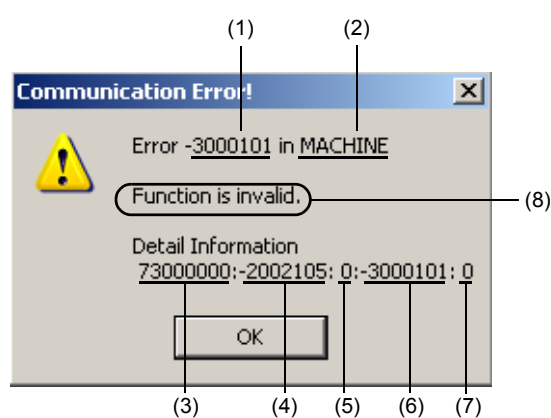 (1) (2)
Communication Error!
Error -3000101 in MACHINE
Function is invalid.
(8)
Detail Information
73000000:-2002105: 0:-3000101: 0
OK
(3) (4) (5) (6) (7)